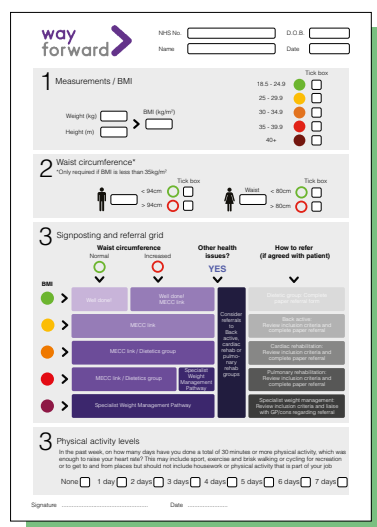 way
forward
NHS No.
D.O.B.
Name
Date
1 Measurements / BMI
Tick box
Weight (kg)
Height (m)
BMI (kg/m²)
18.5 - 24.9
25 - 29.9
30 - 34.9
35 - 39.9
40+
2 Waist circumference*
*Only required if BMI is less than 35kg/m²
Tick box
Tick box
< 94cm
> 94cm
Waist
< 80cm
> 80cm
3 Signposting and referral grid
Waist circumference
Normal
Increased
Other health
issues?
YES
How to refer
(if agreed with patient)
BMI
Well done!
Well done!
MECC link
MECC link
MECC link / Dietetics group
MECC link / Dietetics group
Specialist
Weight
Management
Pathway
Specialist Weight Management Pathway
Consider
referrals
to
Back
active,
cardiac
rehab or
pulmo-
nary
rehab
groups
Dietetic group: Complete
paper referral form
Back active:
Review inclusion criteria and
complete paper referral
Cardiac rehabilitation:
Review inclusion criteria and
complete paper referral
Pulmonary rehabilitation:
Review inclusion criteria and
complete paper referral
Specialist weight management
Review inclusion criteria and liaise
with GP/cons regarding referral
3 Physical activity levels
In the past week, on how many days have you done a total of 30 minutes or more physical activity, which was
enough to raise your heart rate? This may include sport, exercise and brisk walking or cycling for recreation
or to get to and from places but should not include housework or physical activity that is part of your job
None 1 day 2 days 3 days 4 days 5 days 6 days 7 days
Signature ................................ Date ................